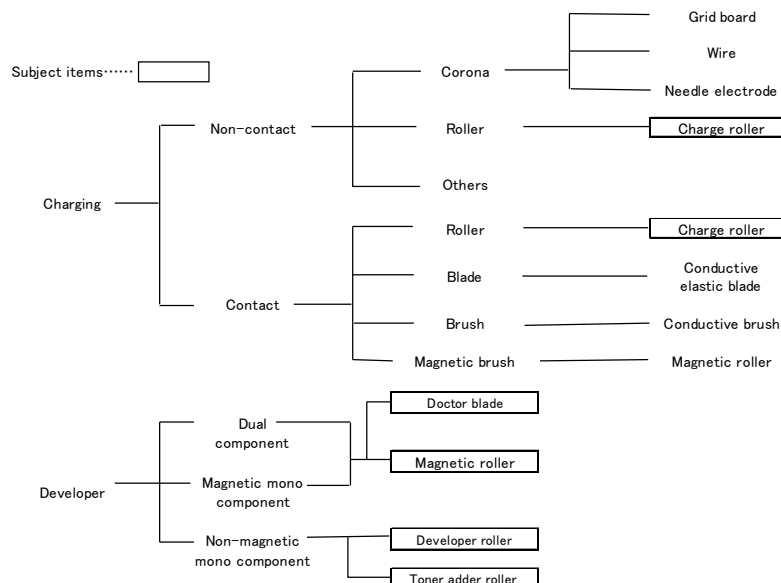 Grid board
Subject items‥‥‥
Corona
Wire
Needle electrode
Non-contact
Roller
Charge roller
Others
Charging
Roller
Charge roller
Blade
Conductive
elastic blade
Contact
Brush
Conductive brush
Magnetic brush
Magnetic roller
Doctor blade
Dual
component
Magnetic roller
Developer
Magnetic mono
component
Non-magnetic
mono component
Developer roller
Toner adder roller